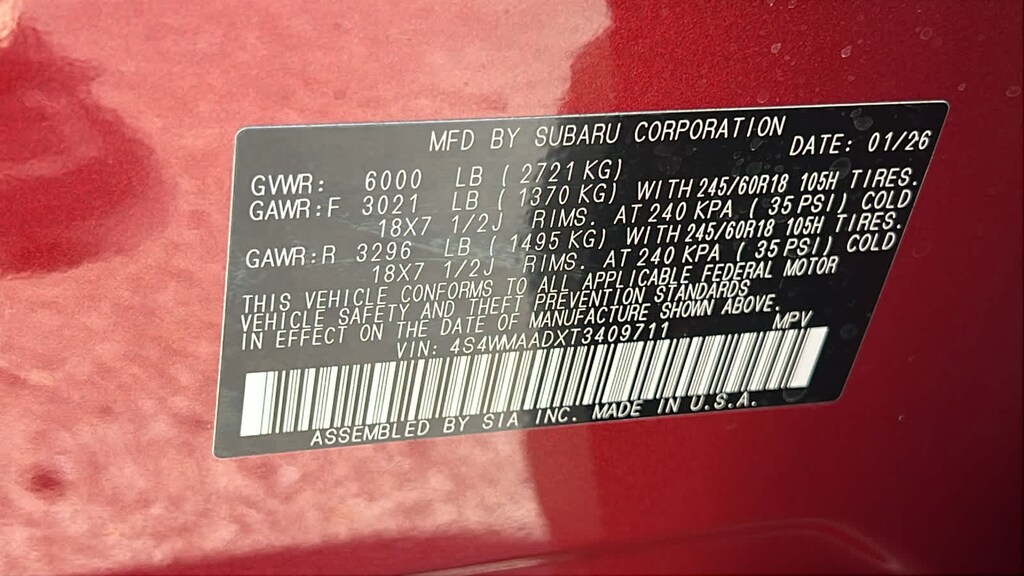 MFD BY SUBARU CORPORATION DATE: 01/26
GVWR: 6000 LB ( 2721 KG)
GAWR:F 3021 LB ( 1370 KG) WITH 245/60R18 105H TIRES.
18X7 1/2J RIMS. AT 240 KPA ( 35 PSI) COLD
GAWR:R 3296 LB ( 1495 KG) WITH 245/60R18 105H TIRES.
18X7 1/2J RIMS. AT 240 KPA ( 35 PSI) COLD
THIS VEHICLE CONFORMS TO ALL APPLICABLE FEDERAL MOTOR
VEHICLE SAFETY AND THEFT PREVENTION STANDARDS
IN EFFECT ON THE DATE OF MANUFACTURE SHOWN ABOVE.
VIN: 4S4WMAADXT3409711 MPV
ASSEMBLED BY SIA INC. MADE IN U.S.A.